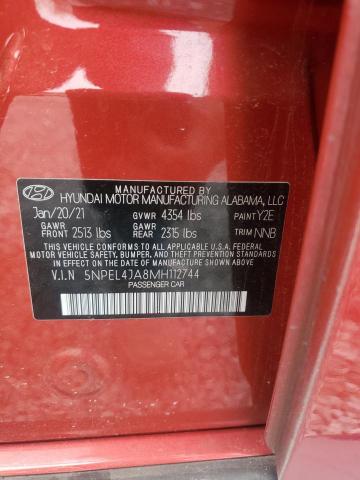 MANUFACTURED BY
HYUNDAI MOTOR MANUFACTURING ALABAMA, LLC
Jan/20/21 GVWR 4354 lbs PAINT Y2E
GAWR FRONT 2513 lbs GAWR REAR 2315 lbs TRIM NNB
THIS VEHICLE CONFORMS TO ALL APPLICABLE U.S.A. FEDERAL
MOTOR VEHICLE SAFETY, BUMPER, AND THEFT PREVENTION
STANDARDS IN EFFECT ON THE DATE OF MANUFACTURE SHOWN ABOVE.
V.I.N 5NPEL4JA8MH112744
PASSENGER CAR